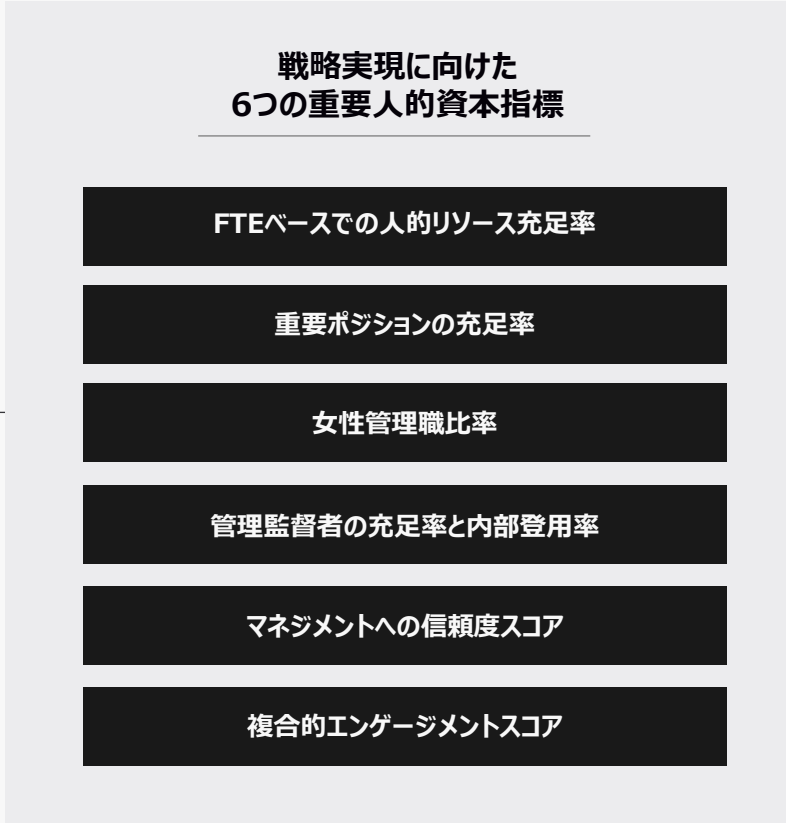 戦略実現に向けた
6つの重要人的資本指標
FTEベースでの人的リソース充足率
重要ポジションの充足率
女性管理職比率
管理監督者の充足率と内部登用率
マネジメントへの信頼度スコア
複合的エンゲージメントスコア